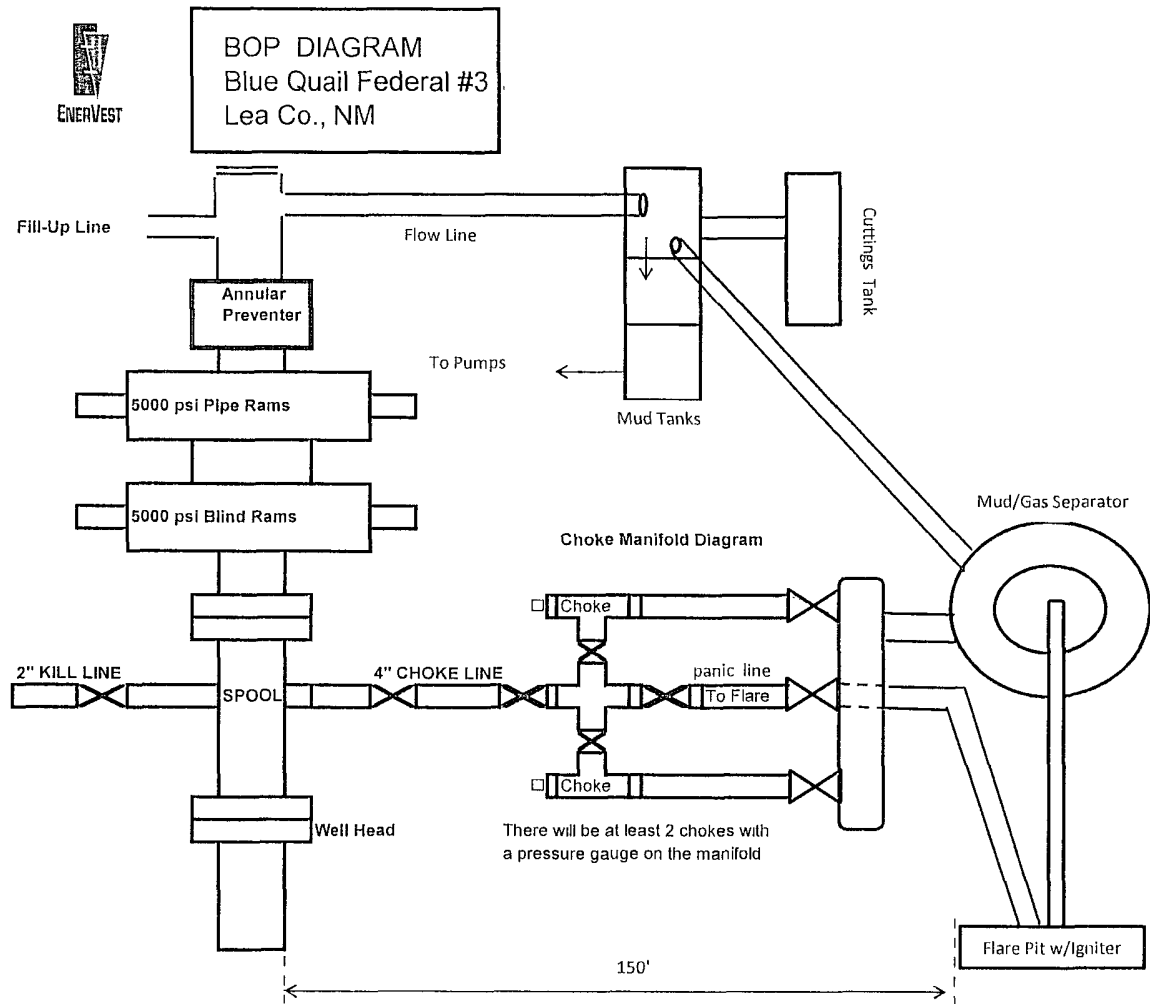 ENERVEST
BOP DIAGRAM
Blue Quail Federal #3
Lea Co., NM
Fill-Up Line
Flow Line
Cuttings Tank
Annular
Preventer
To Pumps
5000 psi Pipe Rams
Mud Tanks
5000 psi Blind Rams
Mud/Gas Separator
Choke Manifold Diagram
Choke
2" KILL LINE
4" CHOKE LINE
panic line
SPOOL
To Flare
Choke
Well Head
There will be at least 2 chokes with
a pressure gauge on the manifold
Flare Pit w/Igniter
150'